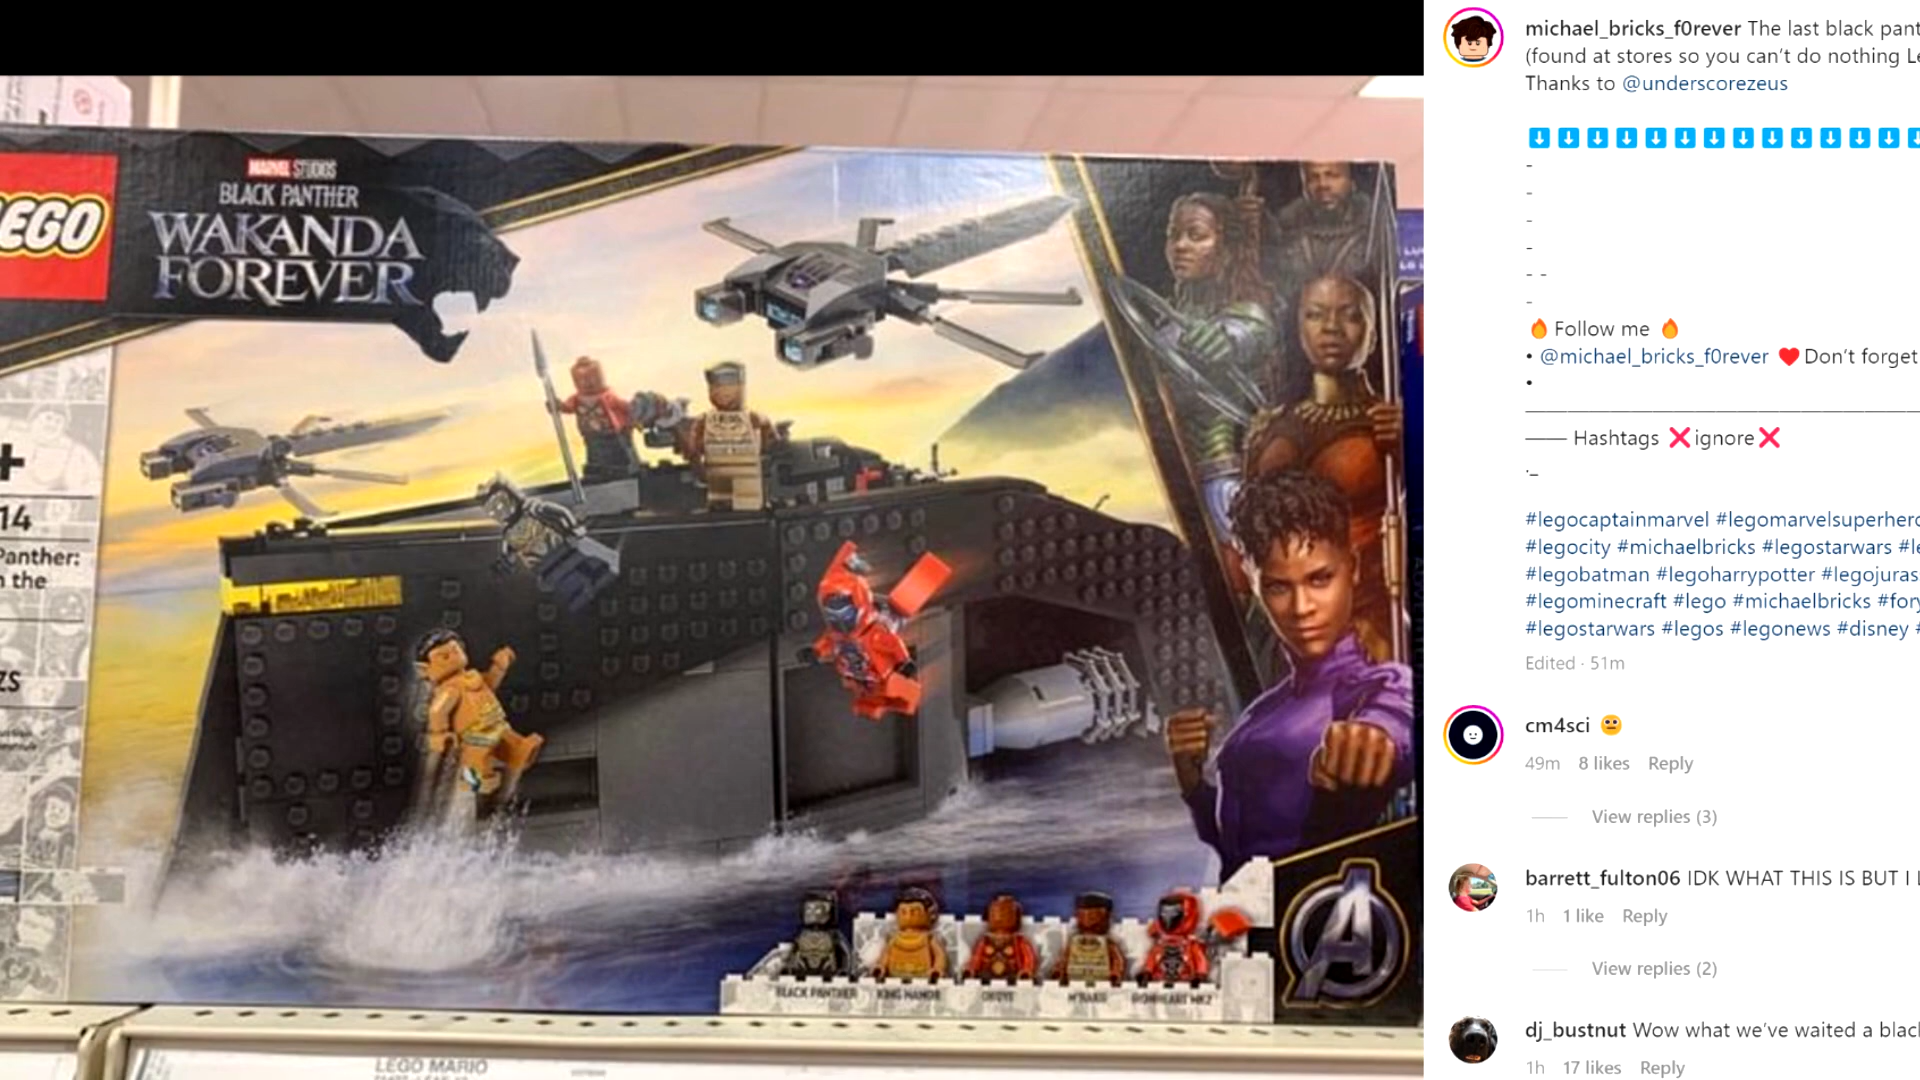 LEGO
MARVEL STUDIOS
BLACK PANTHER
WAKANDA
FOREVER
+
14
Panther:
n the
ZS
BLACK PANTHER
KING NAMOR
OKOYE
M'BAKU
IRONHEART MK2
LEGO MARIO
michael_bricks_f0rever The last black pant
(found at stores so you can't do nothing Le
Thanks to @underscorezeus
-
-
-
-
- -
-
Follow me
• @michael_bricks_f0rever Don't forget
•
—— Hashtags ❌ignore❌
·_
#legocaptainmarvel #legomarvelsuperhero
#legocity #michaelbricks #legostarwars #le
#legobatman #legoharrypotter #legojuras
#legominecraft #lego #michaelbricks #fory
#legostarwars #legos #legonews #disney #
Edited · 51m
cm4sci
49m 8 likes Reply
View replies (3)
barrett_fulton06 IDK WHAT THIS IS BUT I L
1h 1 like Reply
View replies (2)
dj_bustnut Wow what we've waited a blac
1h 17 likes Reply